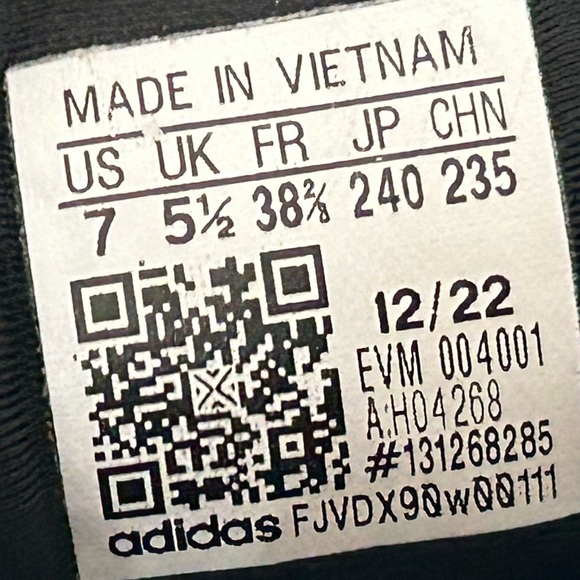 MADE IN VIETNAM
US UK FR JP CHN
7 5½ 38⅔ 240 235
12/22
EVM 004001
A:H04268
#131268285
adidas FJVDX90w00111